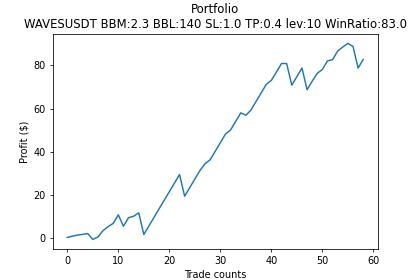 Portfolio
WAVESUSDT BBM:2.3 BBL:140 SL:1.0 TP:0.4 lev:10 WinRatio:83.0
80
60
40
20
0
Profit ($)
0 10 20 30 40 50 60
Trade counts